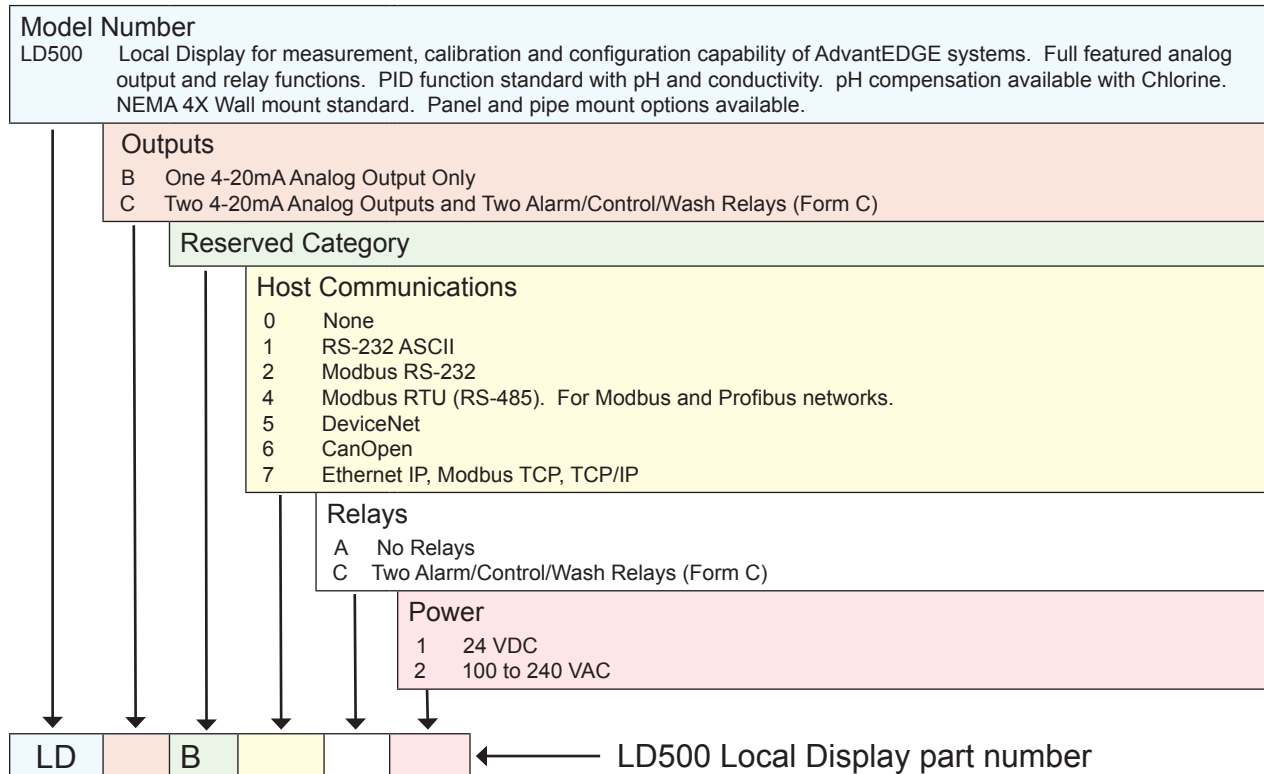 Model Number
LD500 Local Display for measurement, calibration and configuration capability of AdvantEDGE systems. Full featured analog
output and relay functions. PID function standard with pH and conductivity. pH compensation available with Chlorine.
NEMA 4X Wall mount standard. Panel and pipe mount options available.
Outputs
B One 4-20mA Analog Output Only
C Two 4-20mA Analog Outputs and Two Alarm/Control/Wash Relays (Form C)
Reserved Category
Host Communications
0 None
1 RS-232 ASCII
2 Modbus RS-232
4 Modbus RTU (RS-485). For Modbus and Profibus networks.
5 DeviceNet
6 CanOpen
7 Ethernet IP, Modbus TCP, TCP/IP
Relays
A No Relays
C Two Alarm/Control/Wash Relays (Form C)
Power
1 24 VDC
2 100 to 240 VAC
LD B LD500 Local Display part number